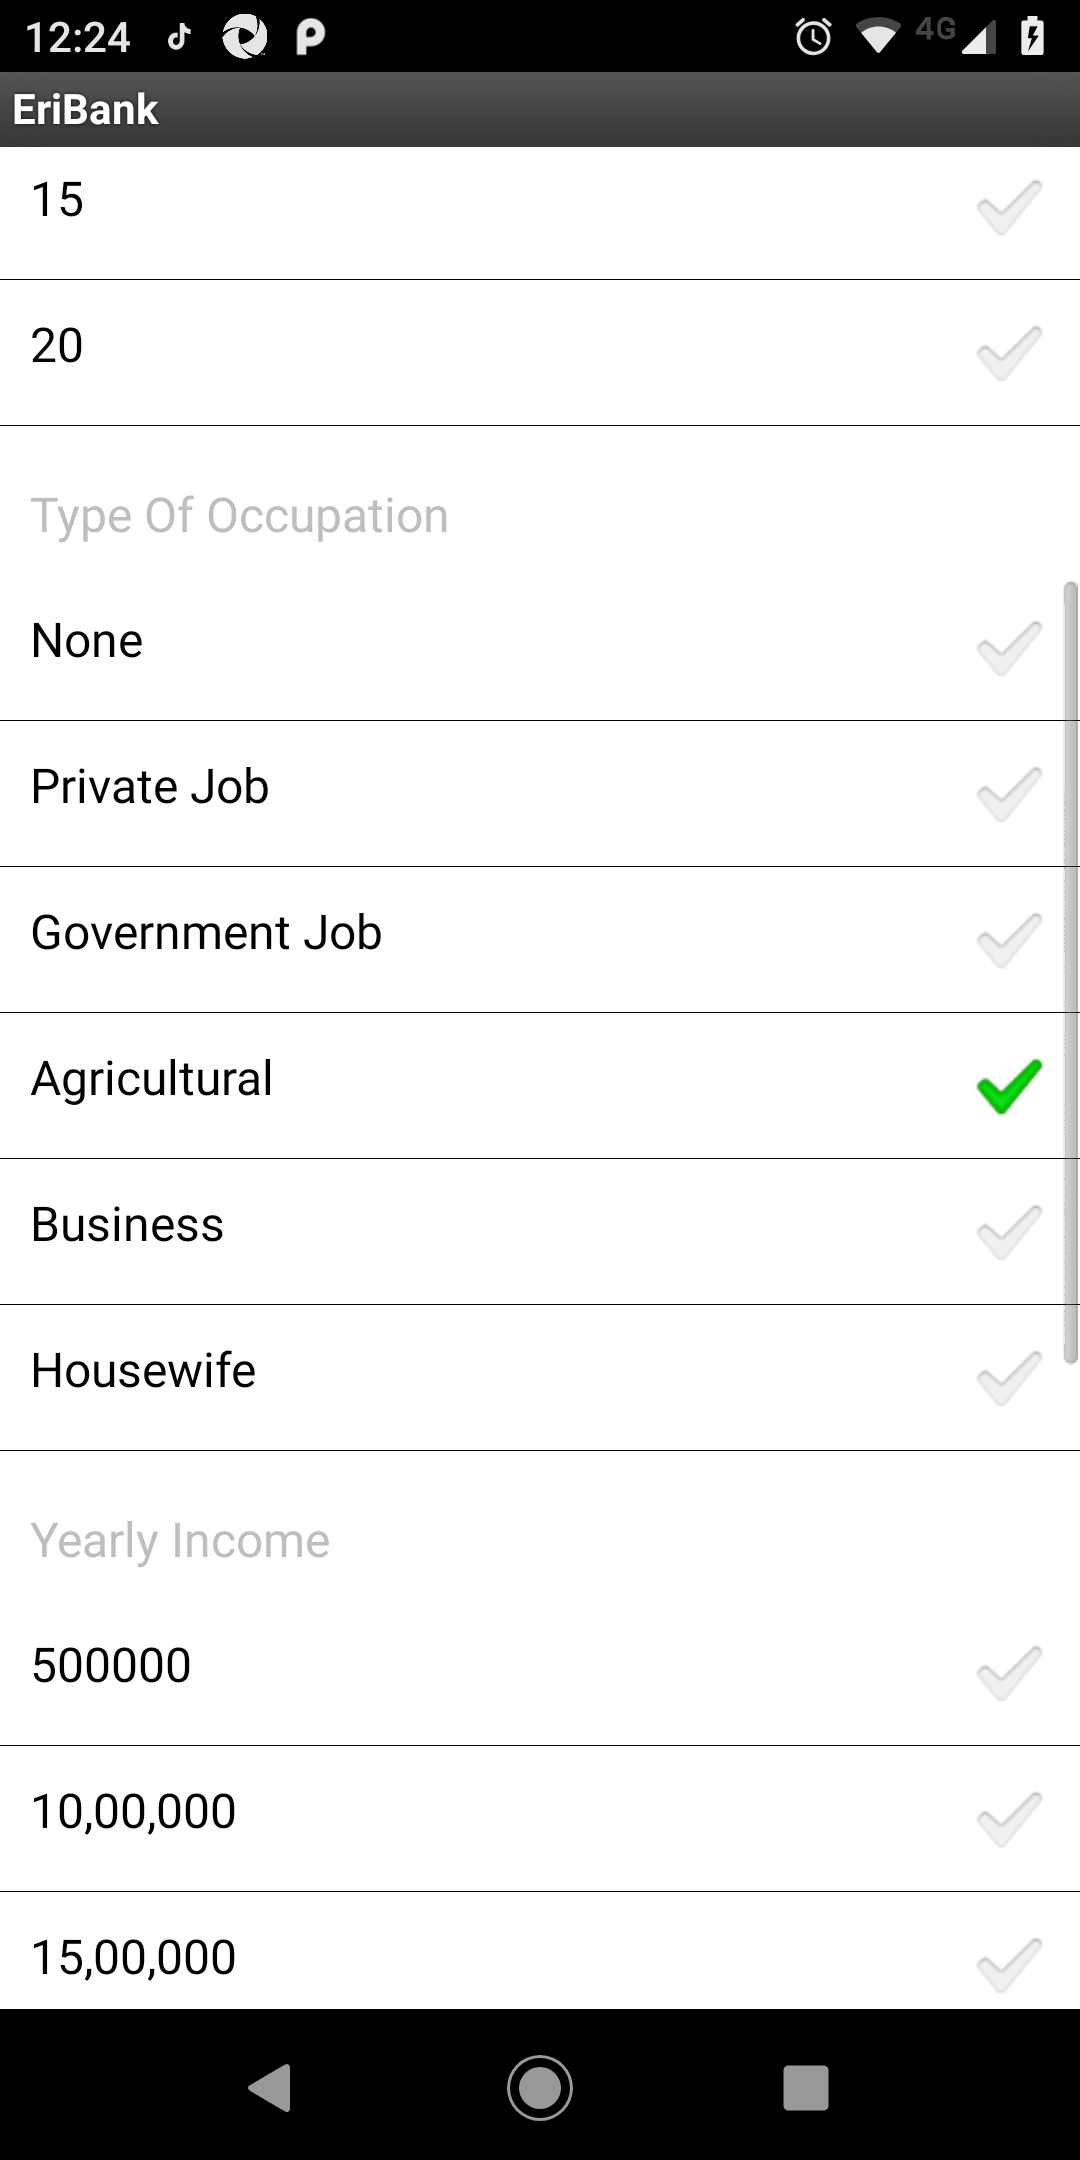 12:24
4G
EriBank
15
20
Type Of Occupation
None
Private Job
Government Job
Agricultural
Business
Housewife
Yearly Income
500000
10,00,000
15,00,000